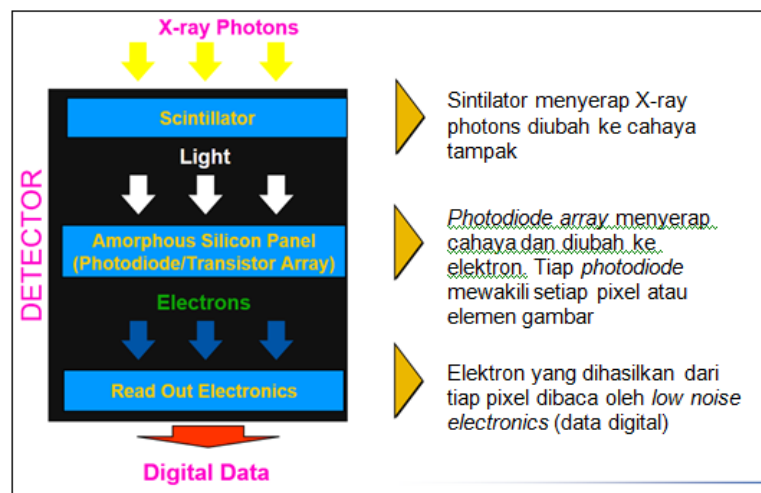 X-ray Photons
DETECTOR
Scintillator
Light
Amorphous Silicon Panel
(Photodiode/Transistor Array)
Electrons
Read Out Electronics
Digital Data
Sintilator menyerap X-ray
photons diubah ke cahaya
tampak
Photodiode array menyerap
cahaya dan diubah ke
elektron. Tiap photodiode
mewakili setiap pixel atau
elemen gambar
Elektron yang dihasilkan dari
tiap pixel dibaca oleh low noise
electronics (data digital)